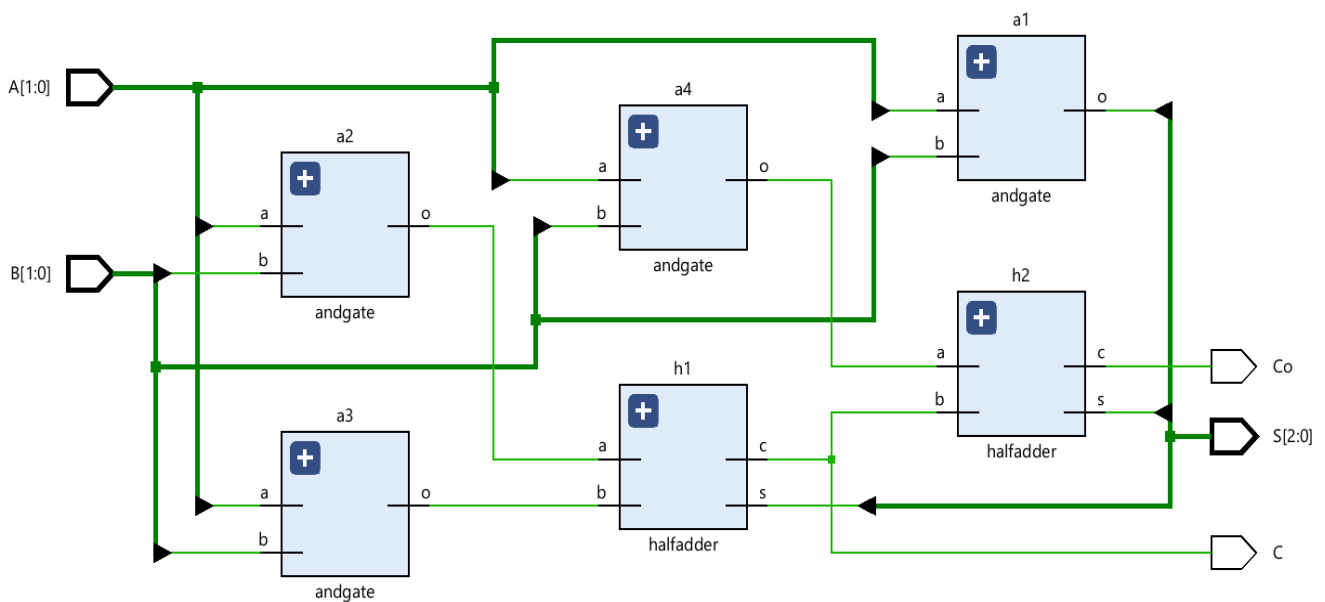 a1
A[1:0]
a4
a
o
a2
b
a
o
andgate
b
a
o
b
B[1:0]
andgate
h2
andgate
a
c
Co
h1
b
s
a3
S[2:0]
halfadder
a
c
a
o
b
s
b
halfadder
C
andgate